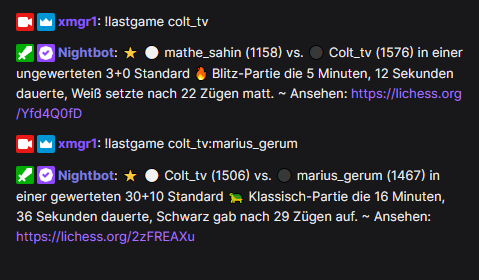 xmgr1: !lastgame colt_tv
Nightbot: ⭐ ⚪ mathe_sahin (1158) vs. ⚫ Colt_tv (1576) in einer
ungewerteten 3+0 Standard 🔥 Blitz-Partie die 5 Minuten, 12 Sekunden
dauerte, Weiß setzte nach 22 Zügen matt. ~ Ansehen: https://lichess.org
/Yfd4Q0fD
xmgr1: !lastgame colt_tv:marius_gerum
Nightbot: ⭐ ⚪ Colt_tv (1506) vs. ⚫ marius_gerum (1467) in
einer gewerteten 30+10 Standard 🐢 Klassisch-Partie die 16 Minuten,
36 Sekunden dauerte, Schwarz gab nach 29 Zügen auf. ~ Ansehen:
https://lichess.org/2zFREAXu